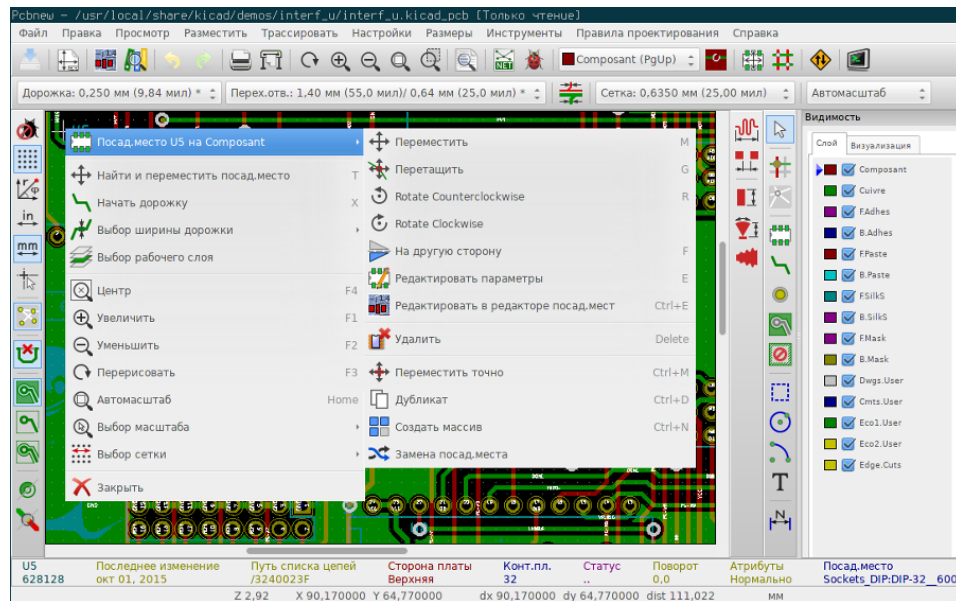 Pcbnew — /usr/local/share/kicad/demos/interf_u/interf_u.kicad_pcb [Только чтение]
Файл Правка Просмотр Разместить Трассировать Настройки Размеры Инструменты Правила проектирования Справка
NET Composant (PgUp)
Дорожка: 0,250 мм (9,84 мил) * Перех.отв.: 1,40 мм (55,0 мил)/ 0,64 мм (25,0 мил) * Сетка: 0,6350 мм (25,00 мил) Автомасштаб
Видимость
Слой Визуализация
Посад.место U5 на Composant
Найти и переместить посад.место T
Начать дорожку X
Выбор ширины дорожки
Выбор рабочего слоя
Центр F4
Увеличить F1
Уменьшить F2
Перерисовать F3
Автомасштаб Home
Выбор масштаба
Выбор сетки
Закрыть
Переместить M
Перетащить G
Rotate Counterclockwise R
Rotate Clockwise
На другую сторону F
Редактировать параметры E
Редактировать в редакторе посад.мест Ctrl+E
Удалить Delete
Переместить точно Ctrl+M
Дубликат Ctrl+D
Создать массив Ctrl+N
Замена посад.места
in
mm
T
N
Composant
Cuivre
F.Adhes
B.Adhes
F.Paste
B.Paste
F.SilkS
B.SilkS
F.Mask
B.Mask
Dwgs.User
Cmts.User
Eco1.User
Eco2.User
Edge.Cuts
U5 Последнее изменение Путь списка цепей Сторона платы Конт.пл. Статус Поворот Атрибуты Посад.место
628128 окт 01, 2015 /3240023F Верхняя 32 .. 0,0 Нормально Sockets_DIP:DIP-32__600
Z 2,92 X 90,170000 Y 64,770000 dx 90,170000 dy 64,770000 dist 111,022 мм